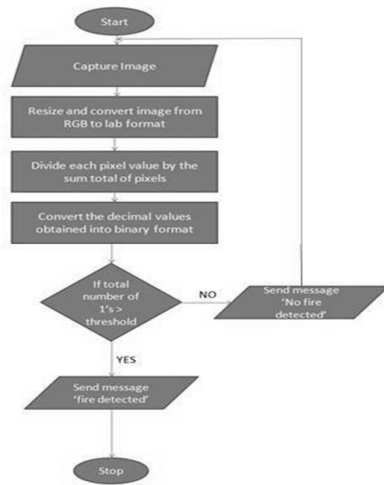 Start
Capture Image
Resize and convert image from
RGB to lab format
Divide each pixel value by the
sum total of pixels
Convert the decimal values
obtained into binary format
If total
number of
1's >
threshold
NO
Send message
'No fire
detected'
YES
Send message
'fire detected'
Stop